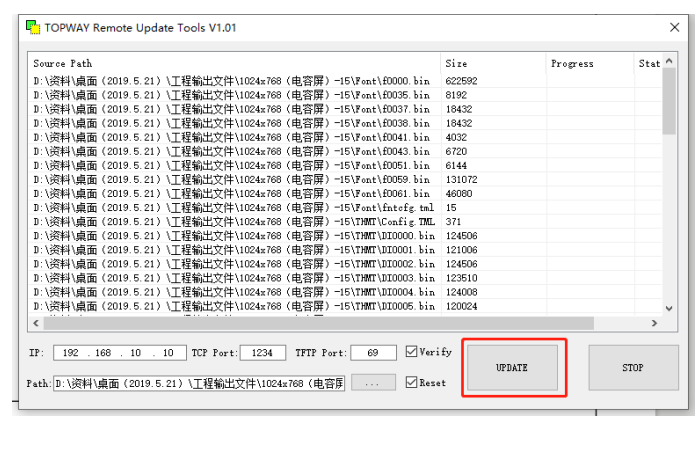 TOPWAY Remote Update Tools V1.01
Source Path Size Progress Stat
D:\资料\桌面（2019.5.21）\工程输出文件\1024x768（电容屏）-15\Font\f0000.bin 622592
D:\资料\桌面（2019.5.21）\工程输出文件\1024x768（电容屏）-15\Font\f0035.bin 8192
D:\资料\桌面（2019.5.21）\工程输出文件\1024x768（电容屏）-15\Font\f0037.bin 18432
D:\资料\桌面（2019.5.21）\工程输出文件\1024x768（电容屏）-15\Font\f0038.bin 18432
D:\资料\桌面（2019.5.21）\工程输出文件\1024x768（电容屏）-15\Font\f0041.bin 4032
D:\资料\桌面（2019.5.21）\工程输出文件\1024x768（电容屏）-15\Font\f0043.bin 6720
D:\资料\桌面（2019.5.21）\工程输出文件\1024x768（电容屏）-15\Font\f0051.bin 6144
D:\资料\桌面（2019.5.21）\工程输出文件\1024x768（电容屏）-15\Font\f0059.bin 131072
D:\资料\桌面（2019.5.21）\工程输出文件\1024x768（电容屏）-15\Font\f0061.bin 46080
D:\资料\桌面（2019.5.21）\工程输出文件\1024x768（电容屏）-15\Font\fntcfg.tml 15
D:\资料\桌面（2019.5.21）\工程输出文件\1024x768（电容屏）-15\THMT\Config.TML 371
D:\资料\桌面（2019.5.21）\工程输出文件\1024x768（电容屏）-15\THMT\DI0000.bin 124506
D:\资料\桌面（2019.5.21）\工程输出文件\1024x768（电容屏）-15\THMT\DI0001.bin 121006
D:\资料\桌面（2019.5.21）\工程输出文件\1024x768（电容屏）-15\THMT\DI0002.bin 124506
D:\资料\桌面（2019.5.21）\工程输出文件\1024x768（电容屏）-15\THMT\DI0003.bin 123510
D:\资料\桌面（2019.5.21）\工程输出文件\1024x768（电容屏）-15\THMT\DI0004.bin 124008
D:\资料\桌面（2019.5.21）\工程输出文件\1024x768（电容屏）-15\THMT\DI0005.bin 120024
IP: 192 . 168 . 10 . 10 TCP Port: 1234 TFTP Port: 69 Verify
UPDATE STOP
Path: D:\资料\桌面（2019.5.21）\工程输出文件\1024x768（电容屏 ... Reset